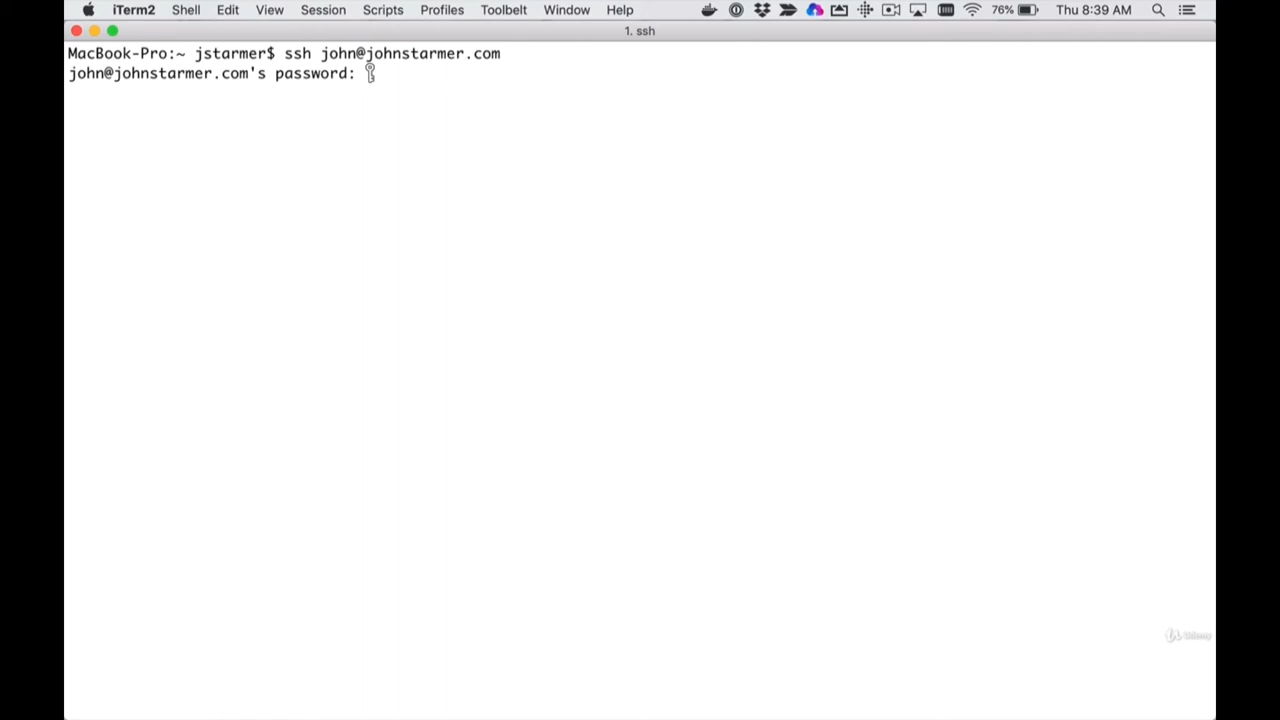 iTerm2 Shell Edit View Session Scripts Profiles Toolbelt Window Help 76% Thu 8:39 AM
1. ssh
MacBook-Pro:~ jstarmer$ ssh john@johnstarmer.com
john@johnstarmer.com's password:
Udemy